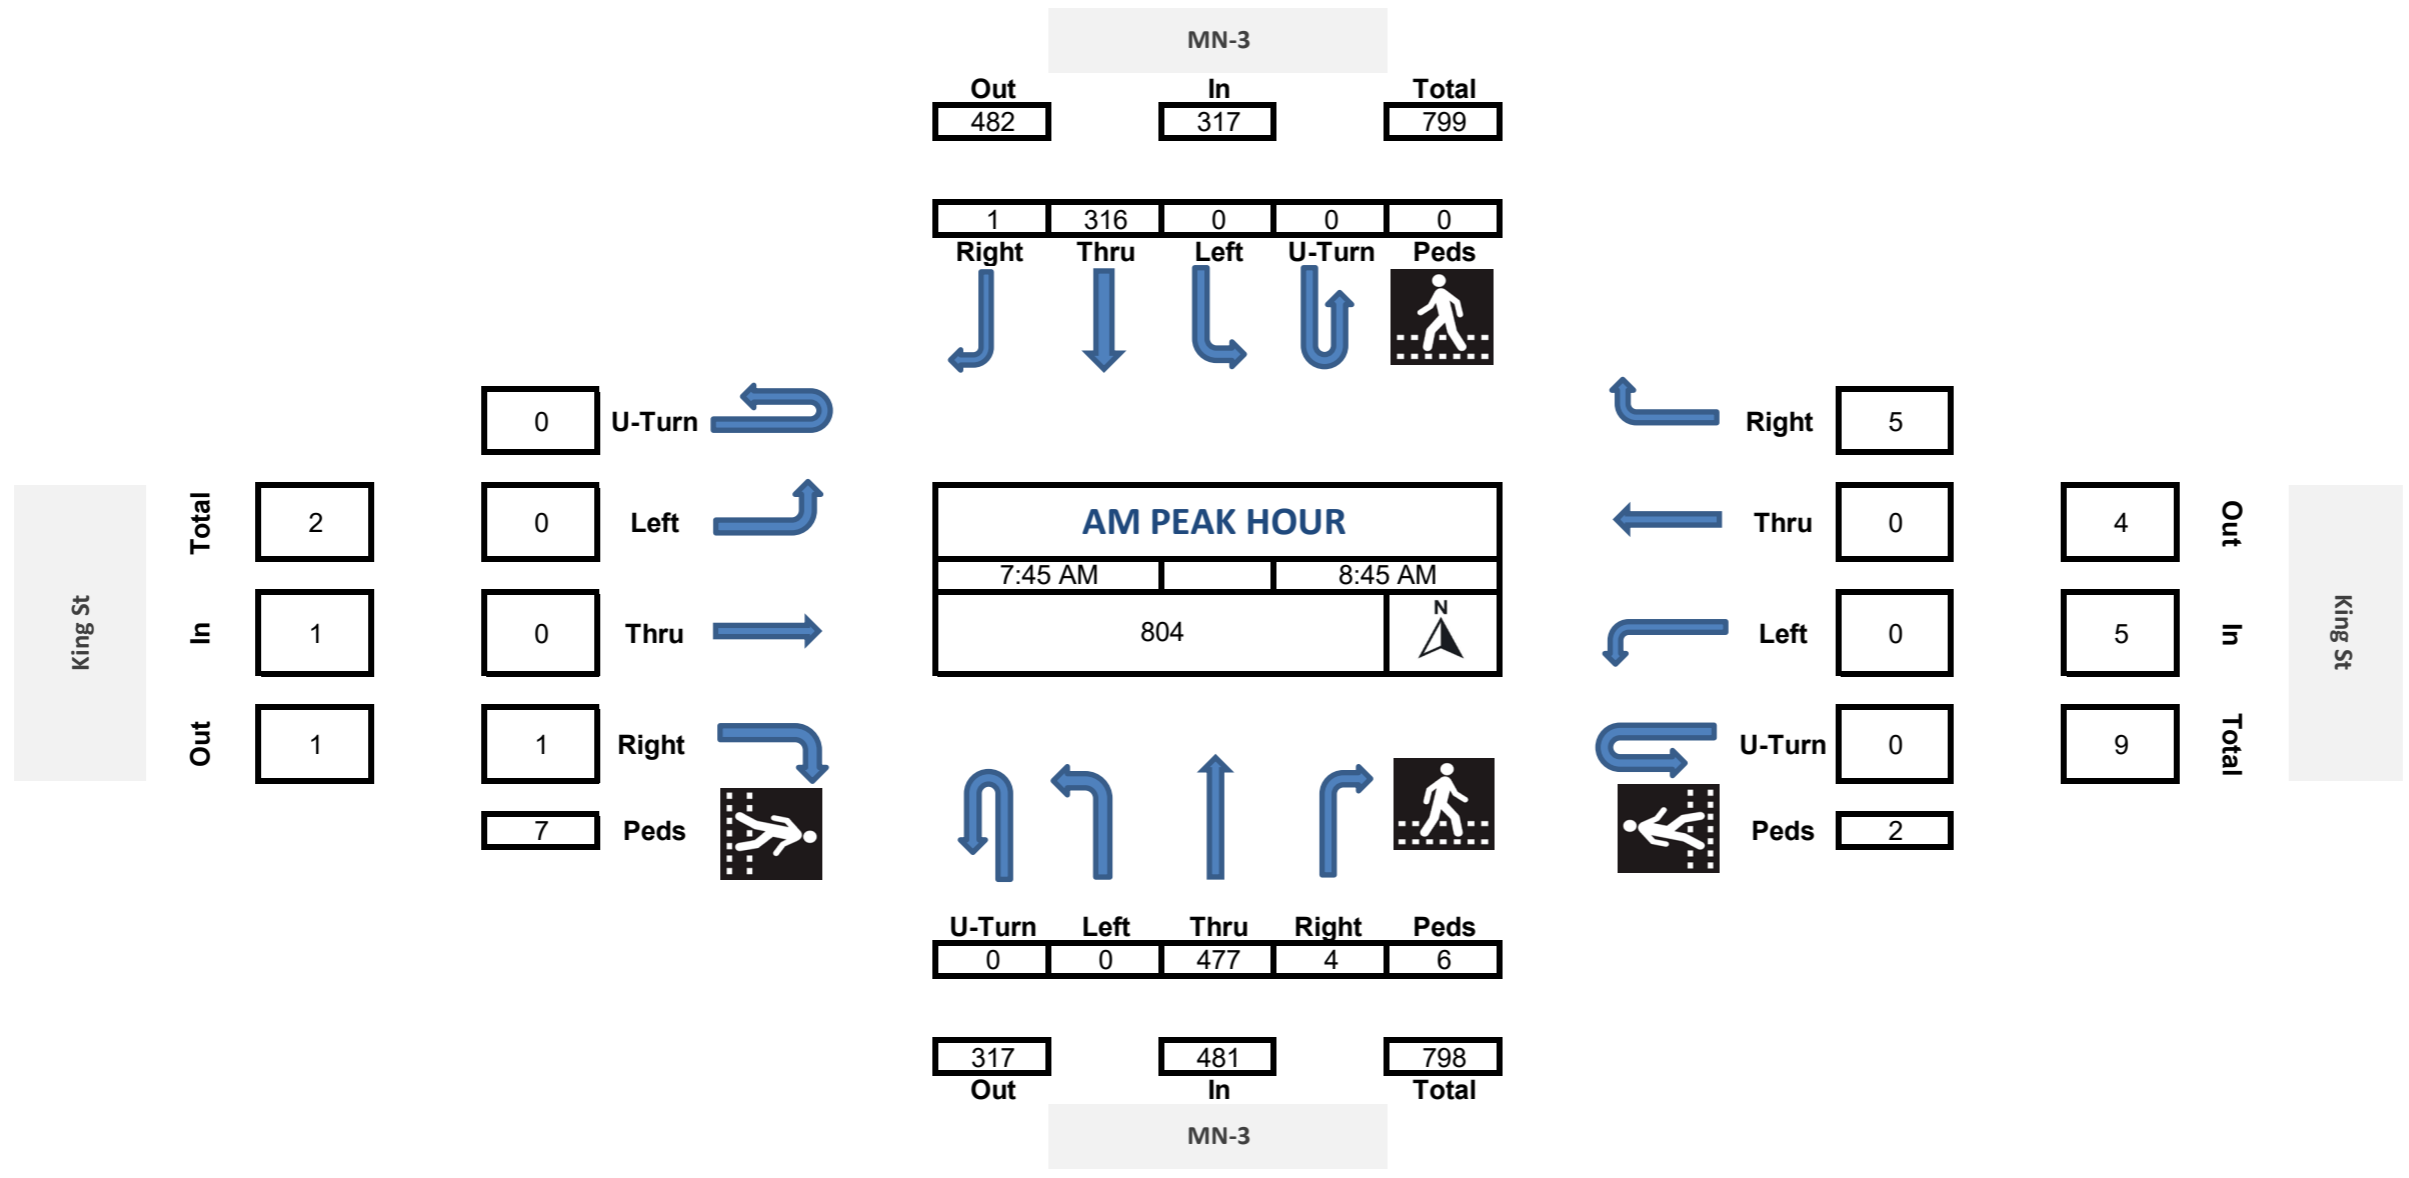 MN-3
Out In Total
482 317 799
1 316 0 0 0
Right Thru Left U-Turn Peds
0 U-Turn
Right 5
Total 2 0 Left
AM PEAK HOUR
Thru 0 4 Out
7:45 AM 8:45 AM
King St
In 1 0 Thru
804
N
Left 0 5 In
King St
Out 1 1 Right
U-Turn 0 9 Total
7 Peds
Peds 2
U-Turn Left Thru Right Peds
0 0 477 4 6
317 481 798
Out In Total
MN-3